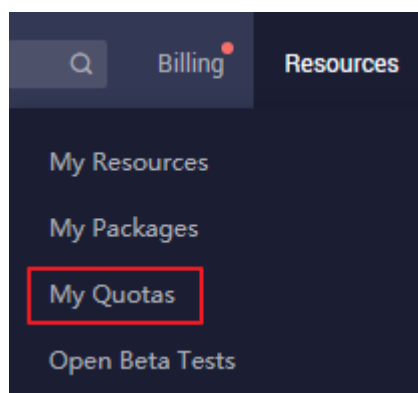 Billing Resources
My Resources
My Packages
My Quotas
Open Beta Tests